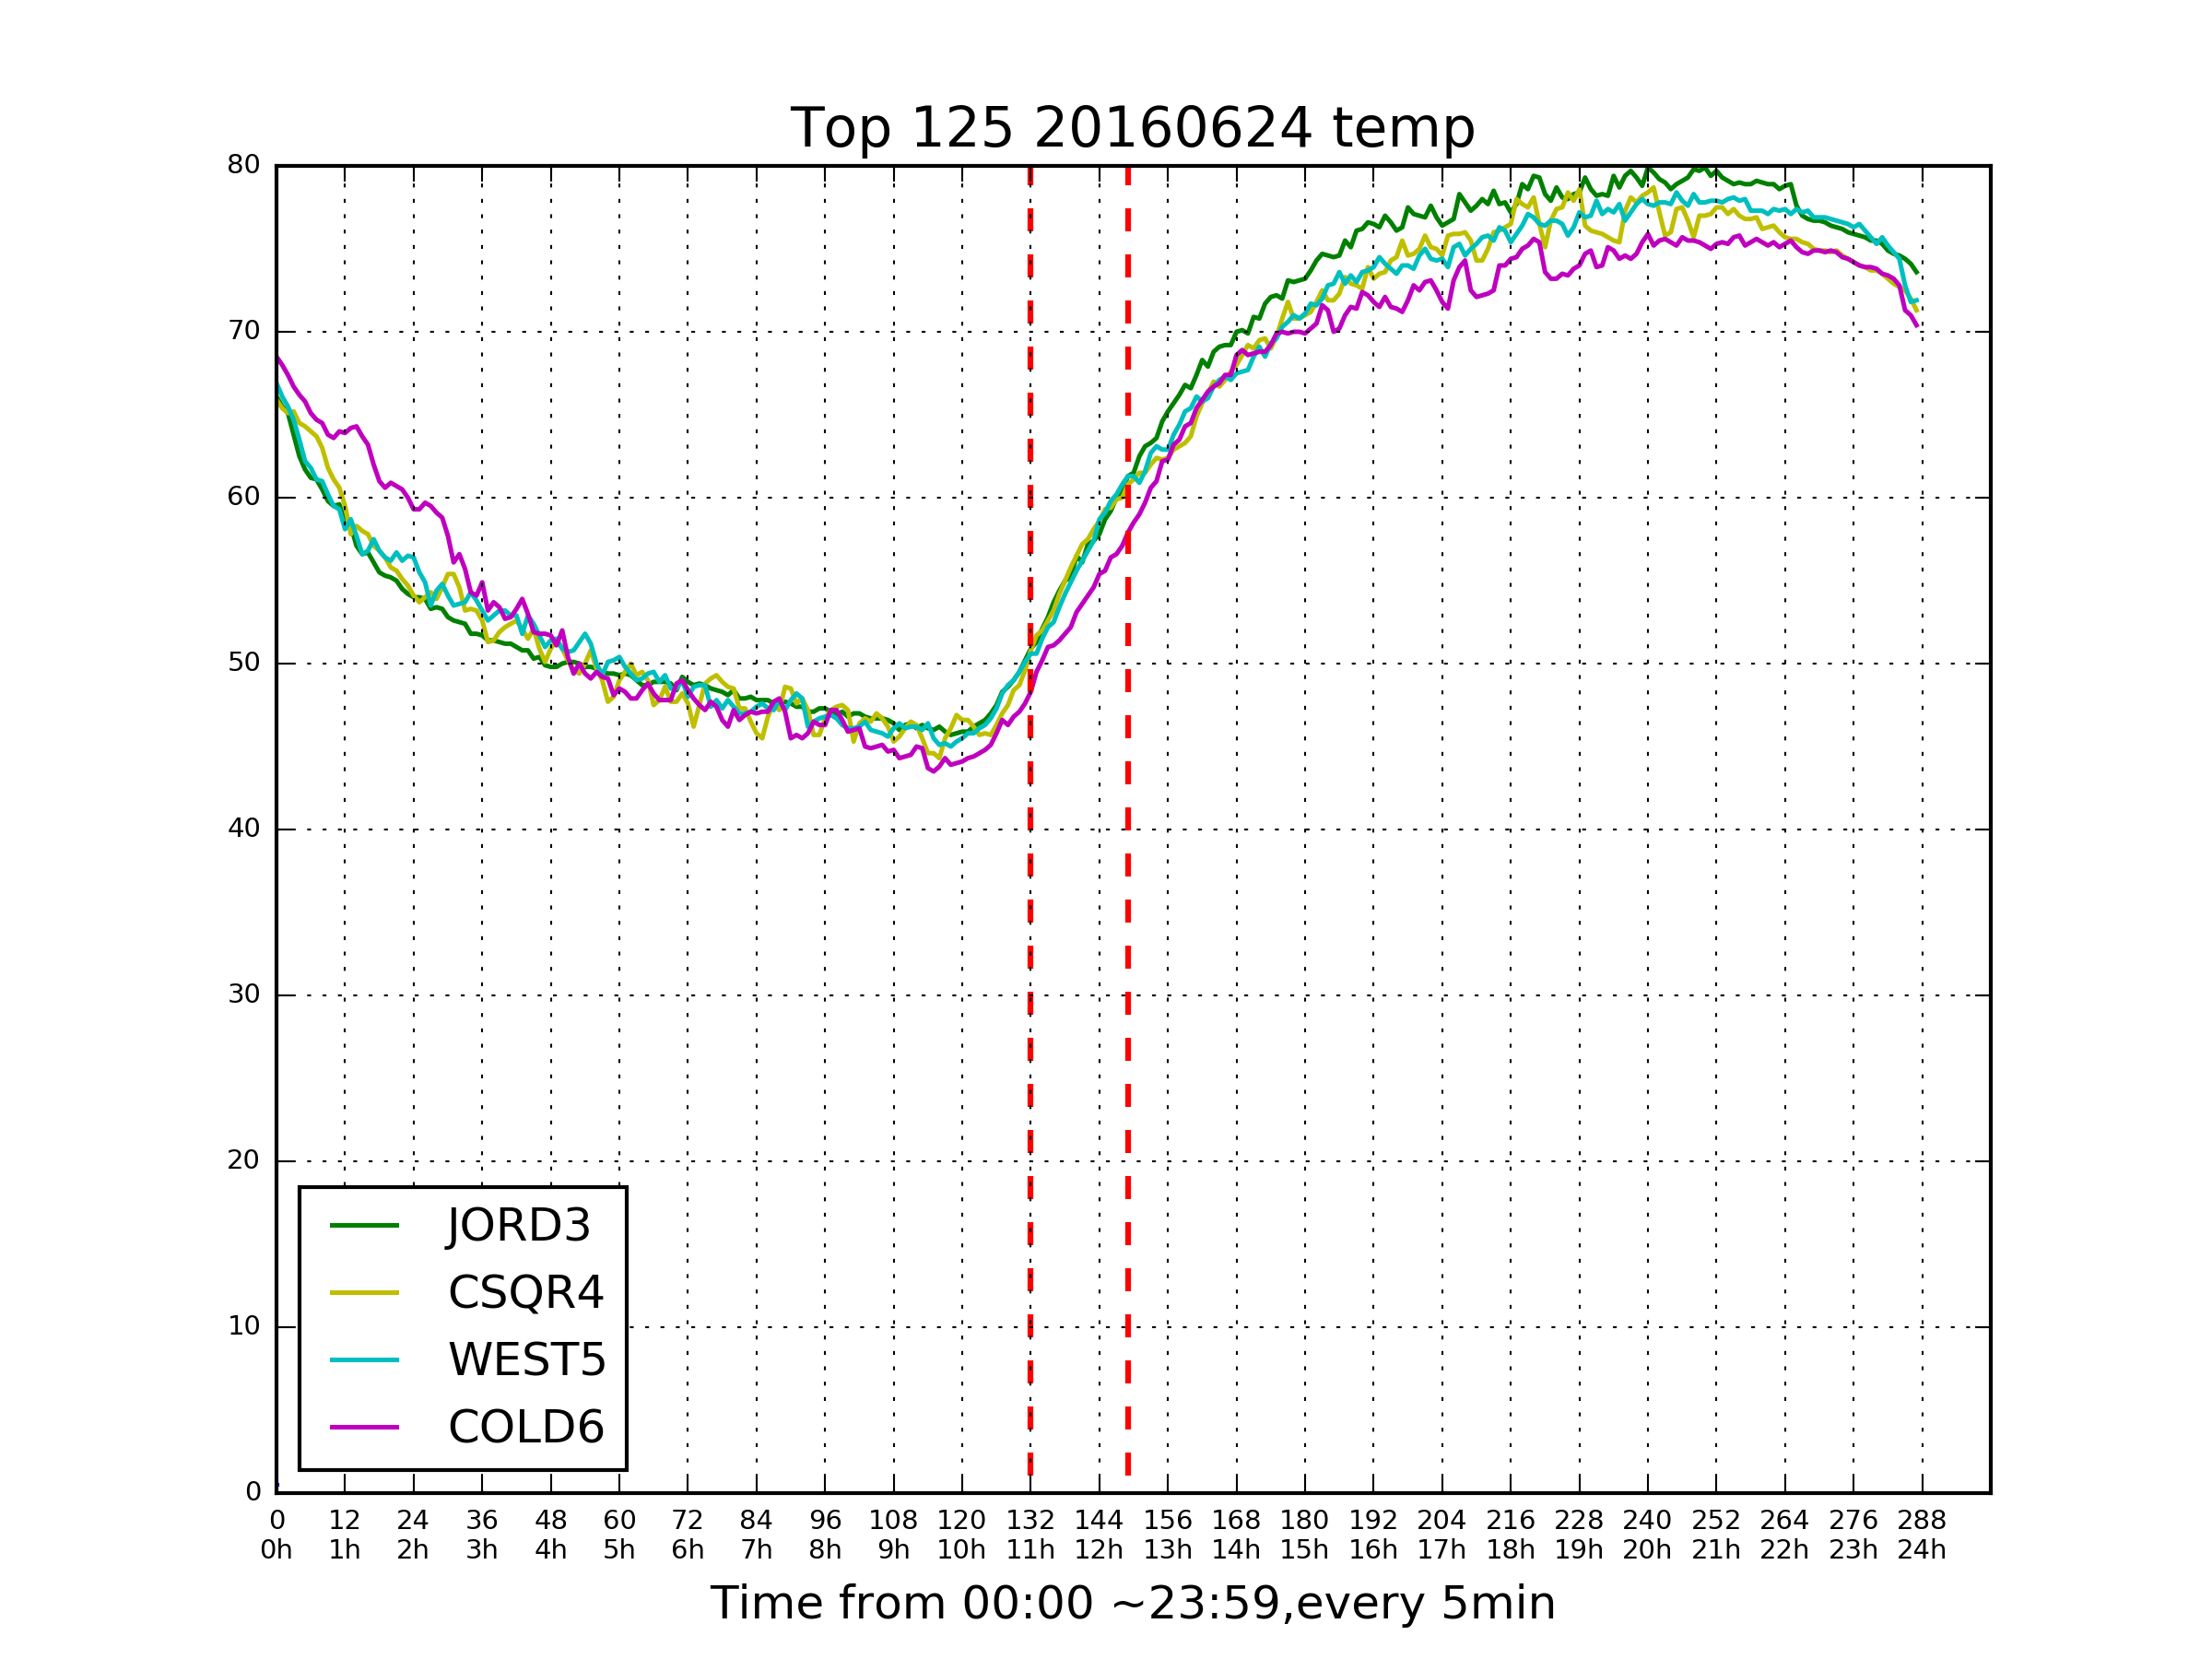 Top 125 20160624 temp
80
70
60
50
40
30
20
10
0
JORD3
CSQR4
WEST5
COLD6
0 12 24 36 48 60 72 84 96 108 120 132 144 156 168 180 192 204 216 228 240 252 264 276 288
0h 1h 2h 3h 4h 5h 6h 7h 8h 9h 10h 11h 12h 13h 14h 15h 16h 17h 18h 19h 20h 21h 22h 23h 24h
Time from 00:00 ~23:59,every 5min